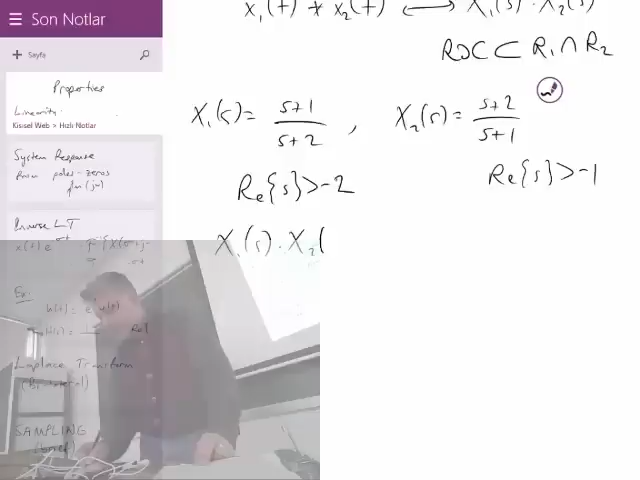 Son Notlar
+ Sayfa
Properties
Linearity
Kisisel Web > Hızlı Notlar
System Response
from poles-zeros
Inverse LT
Ex:
Laplace Transform
(Bilateral)
SAMPLING
x₁(t) * x₂(t) ⟷ X₁(s) · X₂(s)
ROC ⊂ R₁ ∩ R₂
X₁(s) = s+1 / s+2 , X₂(s) = s+2 / s+1
Re{s} > -2 Re{s} > -1
X₁(s) · X₂(